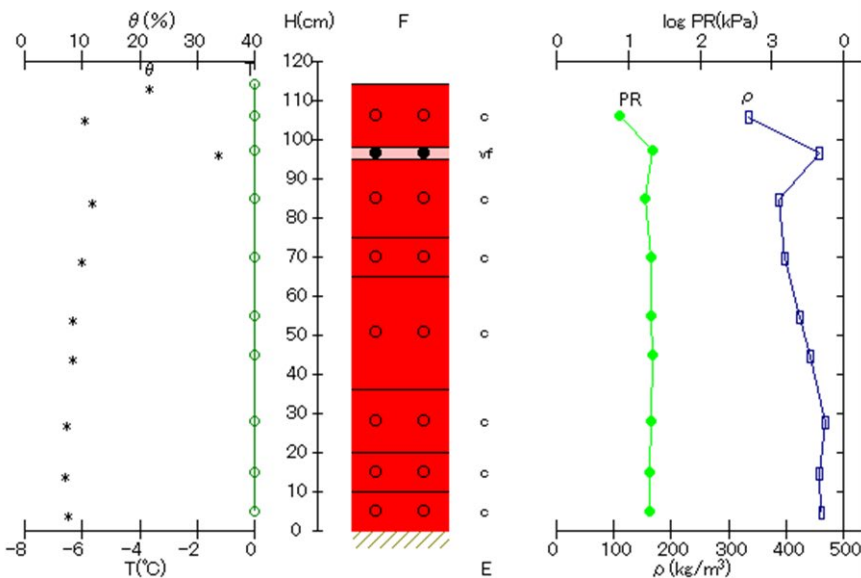 θ(%) H(cm) F log PR(kPa)
0 10 20 30 40 120 0 1 2 3 0
θ 110 PR ρ
c
100
vf
90
c
80
70 c
60
50 c
40
30 c
20
c
10
c
0
-8 -6 -4 -2 0 0 100 200 300 400 500
T(℃) E ρ(kg/m³)